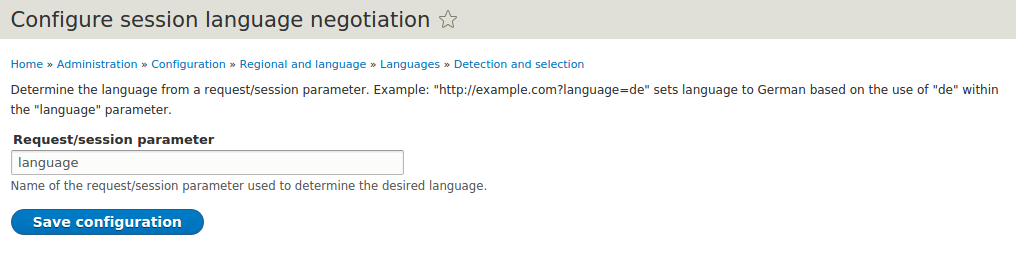 Configure session language negotiation
Home » Administration » Configuration » Regional and language » Languages » Detection and selection
Determine the language from a request/session parameter. Example: "http://example.com?language=de" sets language to German based on the use of "de" within
the "language" parameter.
Request/session parameter
language
Name of the request/session parameter used to determine the desired language.
Save configuration